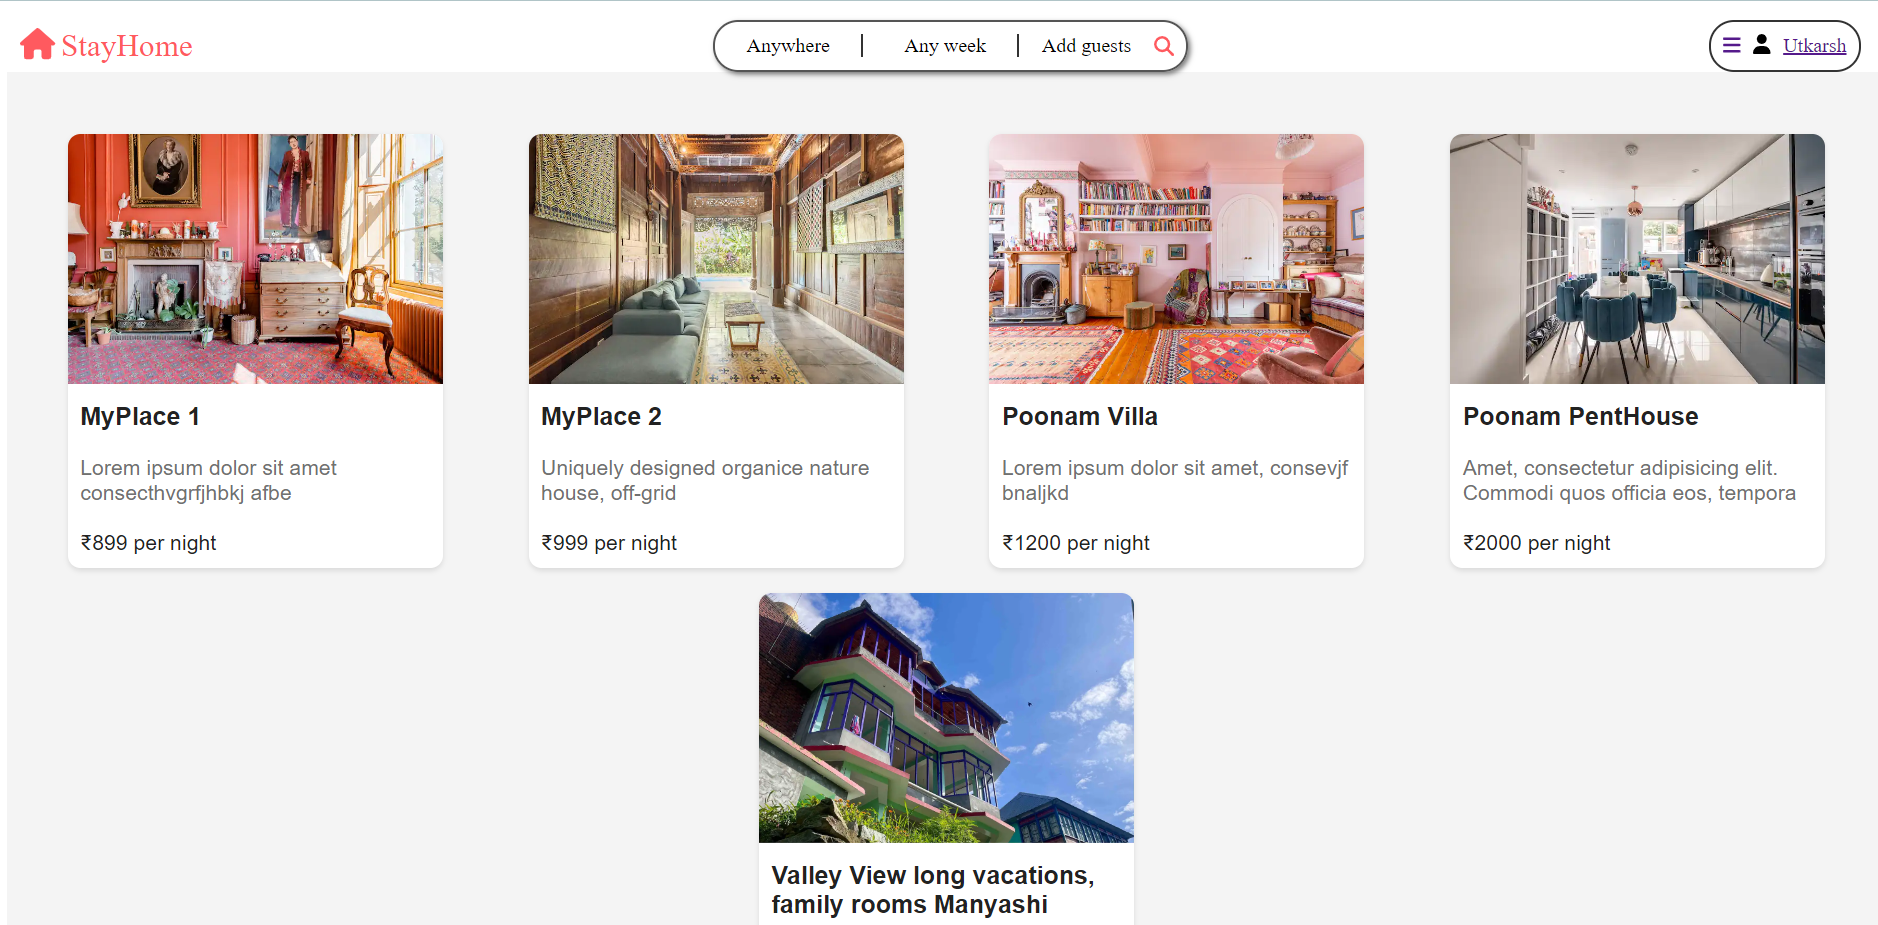 StayHome
Anywhere
Any week
Add guests
Utkarsh
MyPlace 1
Lorem ipsum dolor sit amet
consecthvgrfjhbkj afbe
₹899 per night
MyPlace 2
Uniquely designed organice nature
house, off-grid
₹999 per night
Poonam Villa
Lorem ipsum dolor sit amet, consevjf
bnaljkd
₹1200 per night
Poonam PentHouse
Amet, consectetur adipisicing elit.
Commodi quos officia eos, tempora
₹2000 per night
Valley View long vacations,
family rooms Manyashi